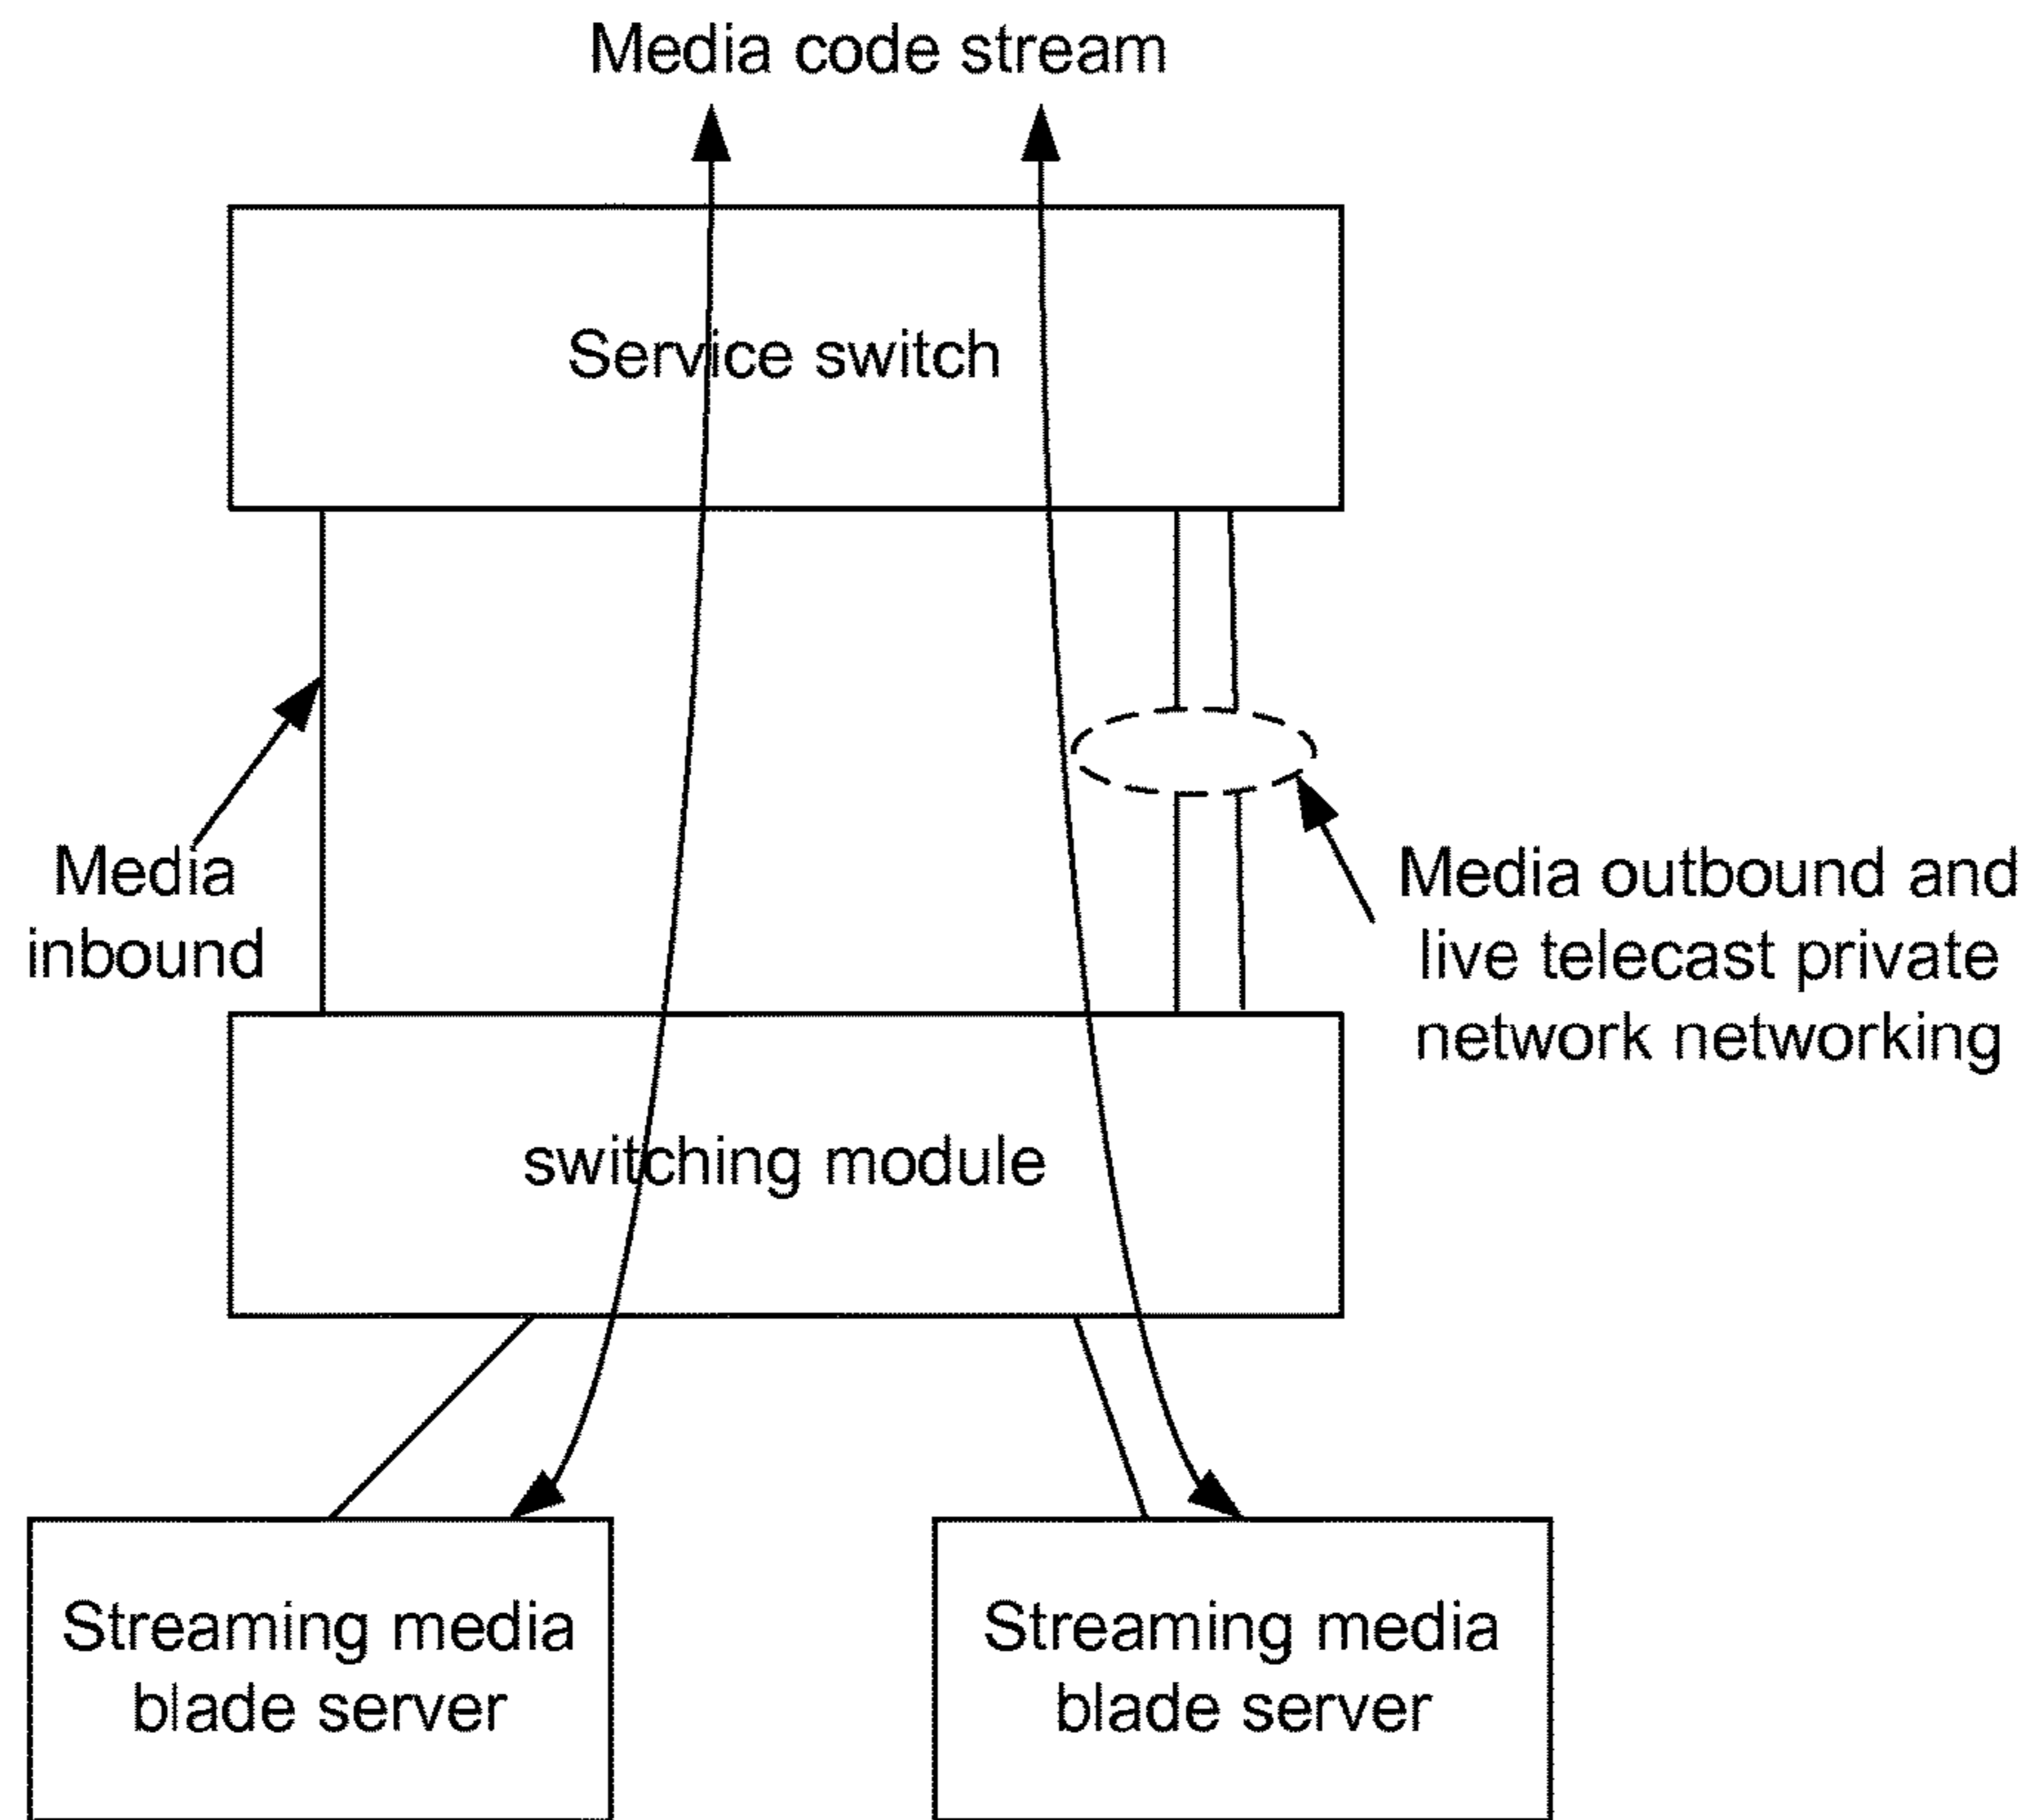 Media code stream
Service switch
Media
inbound
Media outbound and
live telecast private
network networking
switching module
Streaming media
blade server
Streaming media
blade server